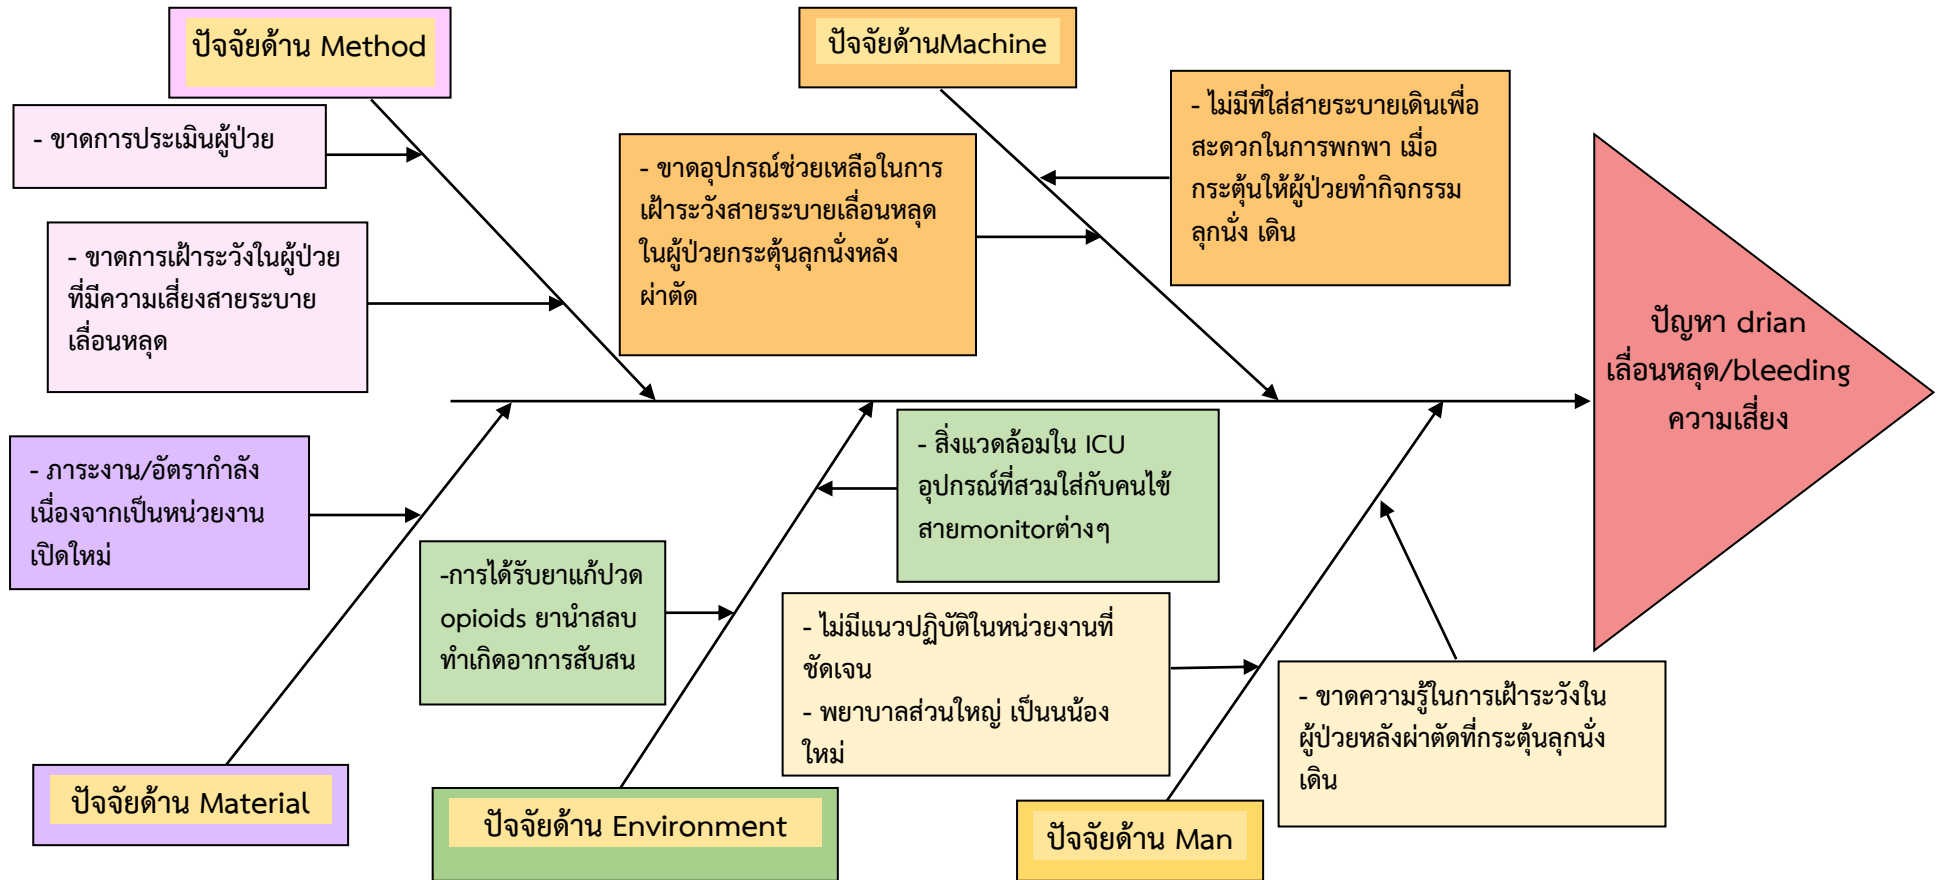 ปัจจัยด้าน Method
- ขาดการประเมินผู้ป่วย
- ขาดการเฝ้าระวังในผู้ป่วย
ที่มีความเสี่ยงสายระบาย
เลื่อนหลุด
ปัจจัยด้านMachine
- ขาดอุปกรณ์ช่วยเหลือในการ
เฝ้าระวังสายระบายเลื่อนหลุด
ในผู้ป่วยกระตุ้นลุกนั่งหลัง
ผ่าตัด
- ไม่มีที่ใส่สายระบายเดินเพื่อ
สะดวกในการพกพา เมื่อ
กระตุ้นให้ผู้ป่วยทำกิจกรรม
ลุกนั่ง เดิน
ปัญหา drian
เลื่อนหลุด/bleeding
ความเสี่ยง
- ภาระงาน/อัตรากำลัง
เนื่องจากเป็นหน่วยงาน
เปิดใหม่
ปัจจัยด้าน Material
-การได้รับยาแก้ปวด
opioids ยานำสลบ
ทำเกิดอาการสับสน
- สิ่งแวดล้อมใน ICU
อุปกรณ์ที่สวมใส่กับคนไข้
สายmonitorต่างๆ
ปัจจัยด้าน Environment
- ไม่มีแนวปฏิบัติในหน่วยงานที่
ชัดเจน
- พยาบาลส่วนใหญ่ เป็นนน้อง
ใหม่
- ขาดความรู้ในการเฝ้าระวังใน
ผู้ป่วยหลังผ่าตัดที่กระตุ้นลุกนั่ง
เดิน
ปัจจัยด้าน Man